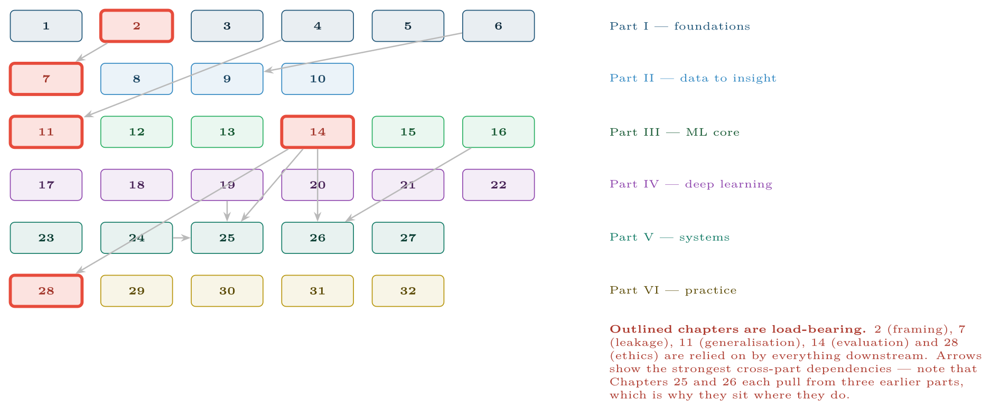 1 2 3 4 5 6 Part I — foundations
7 8 9 10 Part II — data to insight
11 12 13 14 15 16 Part III — ML core
17 18 19 20 21 22 Part IV — deep learning
23 24 25 26 27 Part V — systems
28 29 30 31 32 Part VI — practice
Outlined chapters are load-bearing. 2 (framing), 7
(leakage), 11 (generalisation), 14 (evaluation) and 28
(ethics) are relied on by everything downstream. Arrows
show the strongest cross-part dependencies — note that
Chapters 25 and 26 each pull from three earlier parts,
which is why they sit where they do.